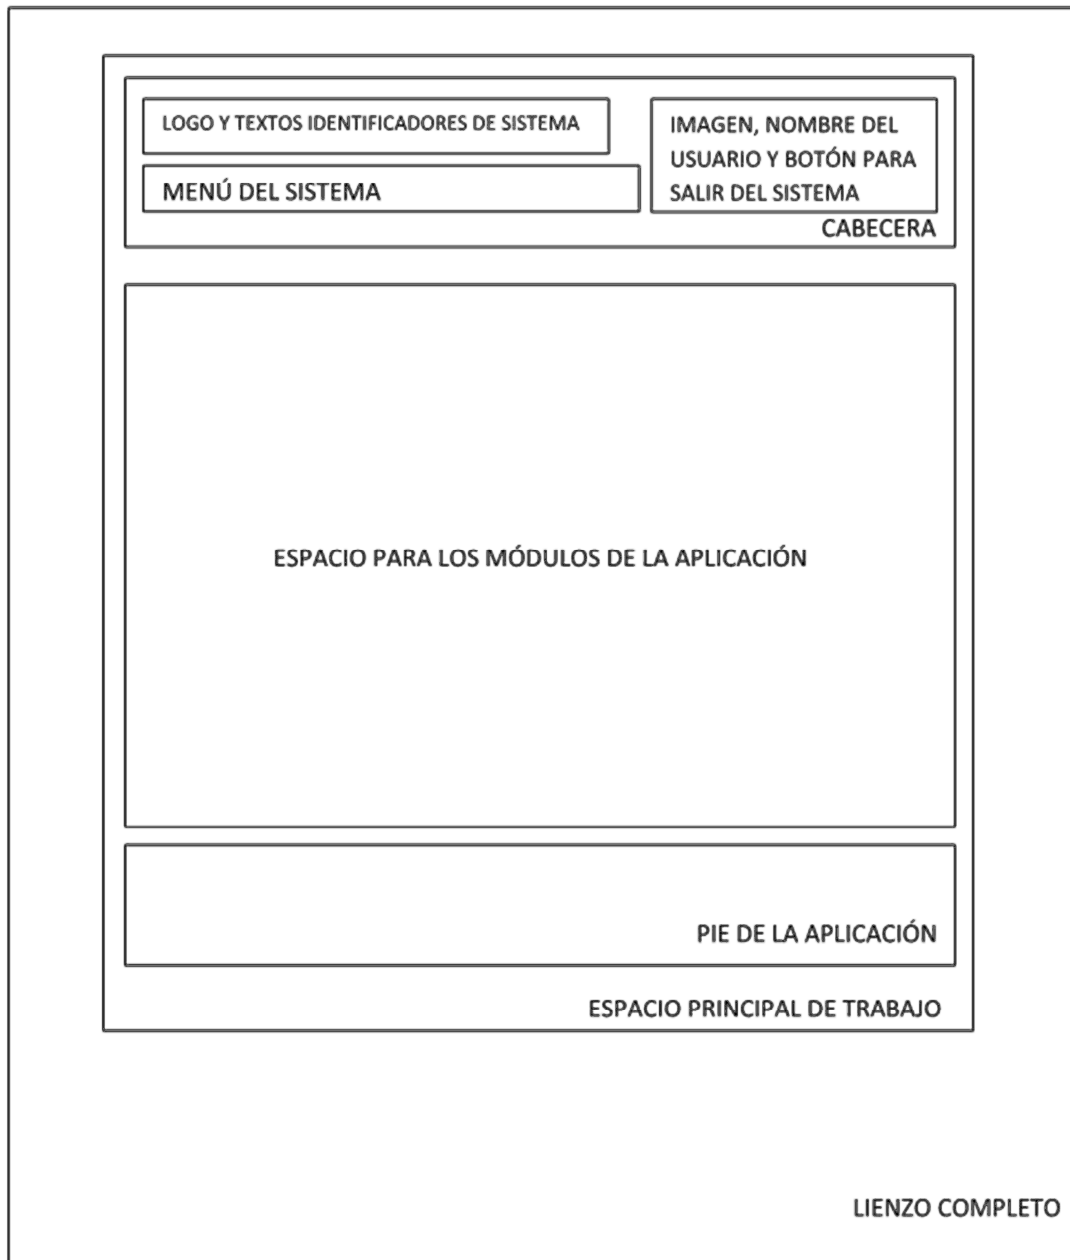 LOGO Y TEXTOS IDENTIFICADORES DE SISTEMA
MENÚ DEL SISTEMA
IMAGEN, NOMBRE DEL
USUARIO Y BOTÓN PARA
SALIR DEL SISTEMA
CABECERA
ESPACIO PARA LOS MÓDULOS DE LA APLICACIÓN
PIE DE LA APLICACIÓN
ESPACIO PRINCIPAL DE TRABAJO
LIENZO COMPLETO